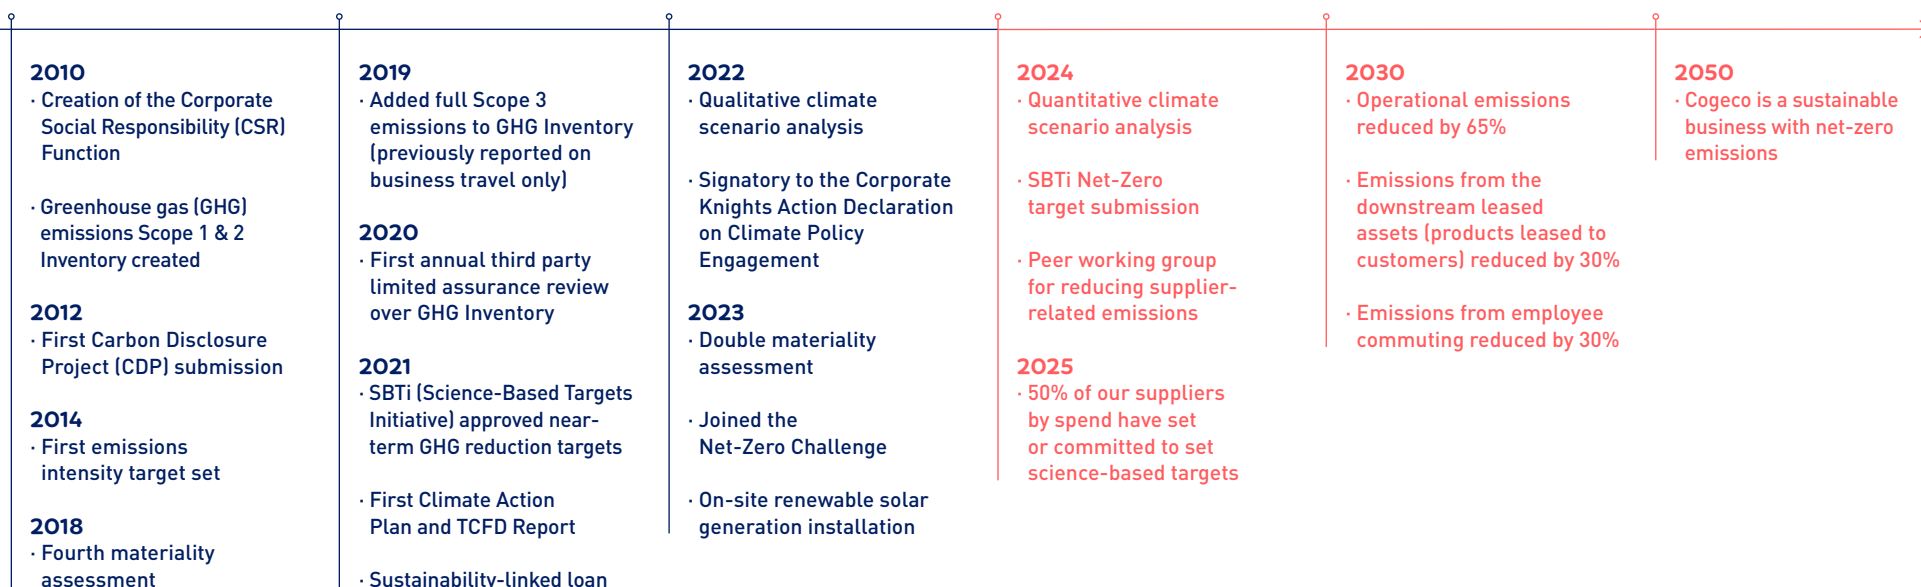 2010
· Creation of the Corporate
Social Responsibility (CSR)
Function
· Greenhouse gas (GHG)
emissions Scope 1 & 2
Inventory created
2012
· First Carbon Disclosure
Project (CDP) submission
2014
· First emissions
intensity target set
2018
· Fourth materiality
assessment
2019
· Added full Scope 3
emissions to GHG Inventory
(previously reported on
business travel only)
2020
· First annual third party
limited assurance review
over GHG Inventory
2021
· SBTi (Science-Based Targets
Initiative) approved near-
term GHG reduction targets
· First Climate Action
Plan and TCFD Report
· Sustainability-linked loan
2022
· Qualitative climate
scenario analysis
· Signatory to the Corporate
Knights Action Declaration
on Climate Policy
Engagement
2023
· Double materiality
assessment
· Joined the
Net-Zero Challenge
· On-site renewable solar
generation installation
2024
· Quantitative climate
scenario analysis
· SBTi Net-Zero
target submission
· Peer working group
for reducing supplier-
related emissions
2025
· 50% of our suppliers
by spend have set
or committed to set
science-based targets
2030
· Operational emissions
reduced by 65%
· Emissions from the
downstream leased
assets (products leased to
customers) reduced by 30%
· Emissions from employee
commuting reduced by 30%
2050
· Cogeco is a sustainable
business with net-zero
emissions